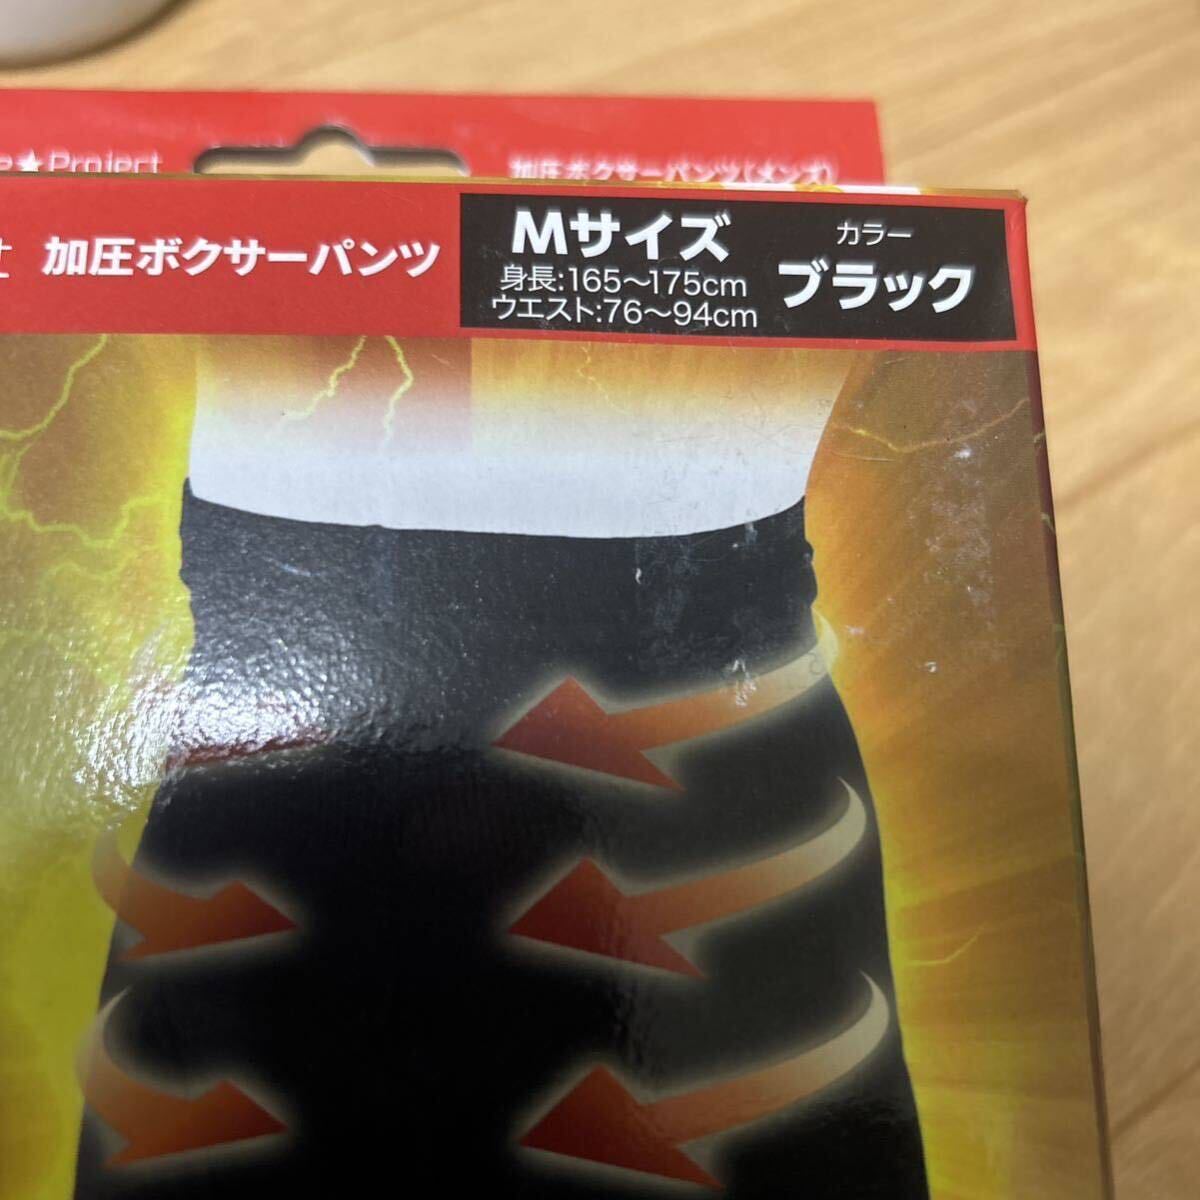 ★Project
加圧ボクサーパンツ(メンズ)
加圧ボクサーパンツ
Mサイズ
身長:165～175cm
ウエスト:76～94cm
カラー
ブラック